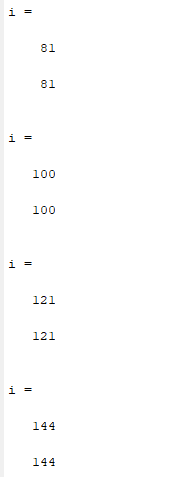 i =
81
81
i =
100
100
i =
121
121
i =
144
144